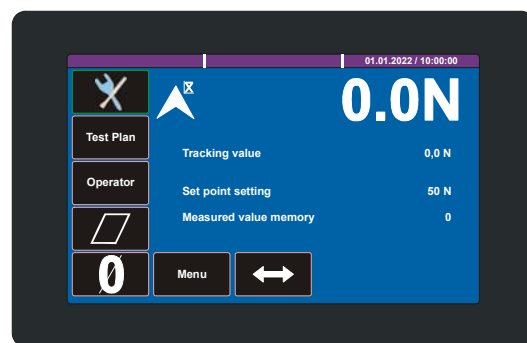 01.01.2022 / 10:00:00
0.0N
Test Plan
Tracking value 0,0 N
Operator
Set point setting 50 N
Measured value memory 0
0
Menu